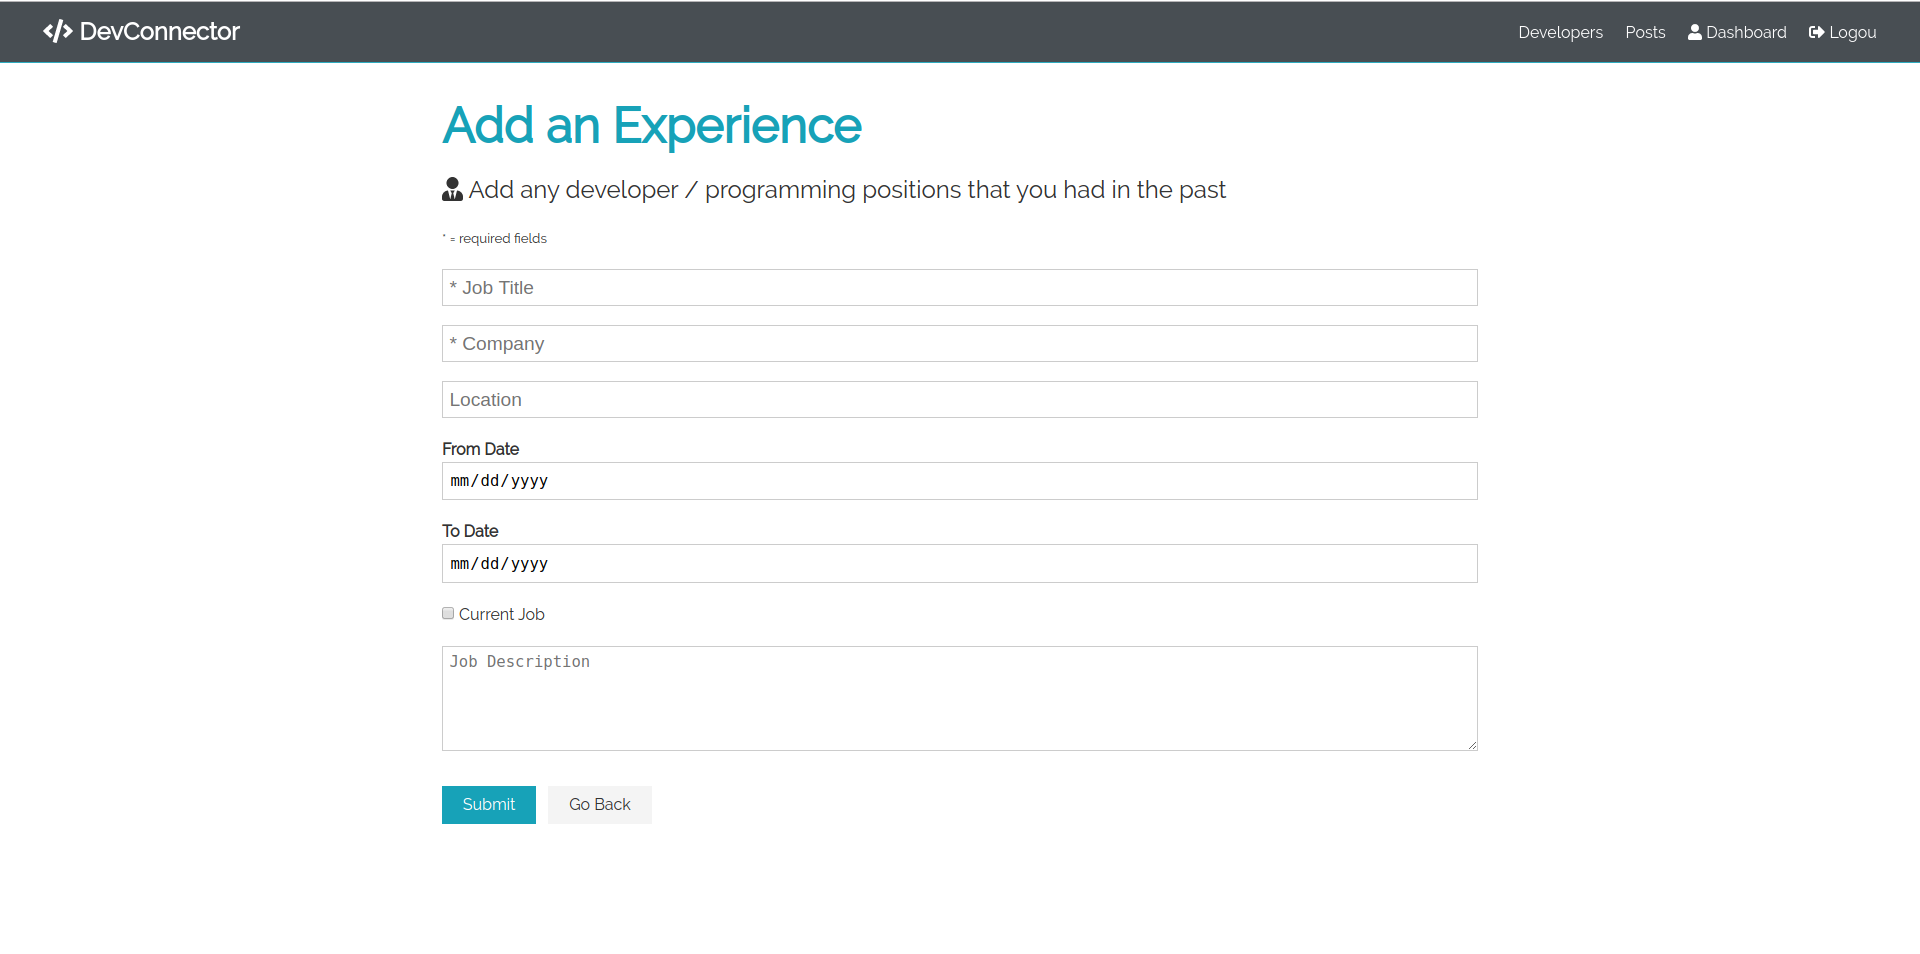 DevConnector
Developers Posts Dashboard Logou
Add an Experience
Add any developer / programming positions that you had in the past
* = required fields
* Job Title
* Company
Location
From Date
mm/dd/yyyy
To Date
mm/dd/yyyy
Current Job
Job Description
Submit Go Back